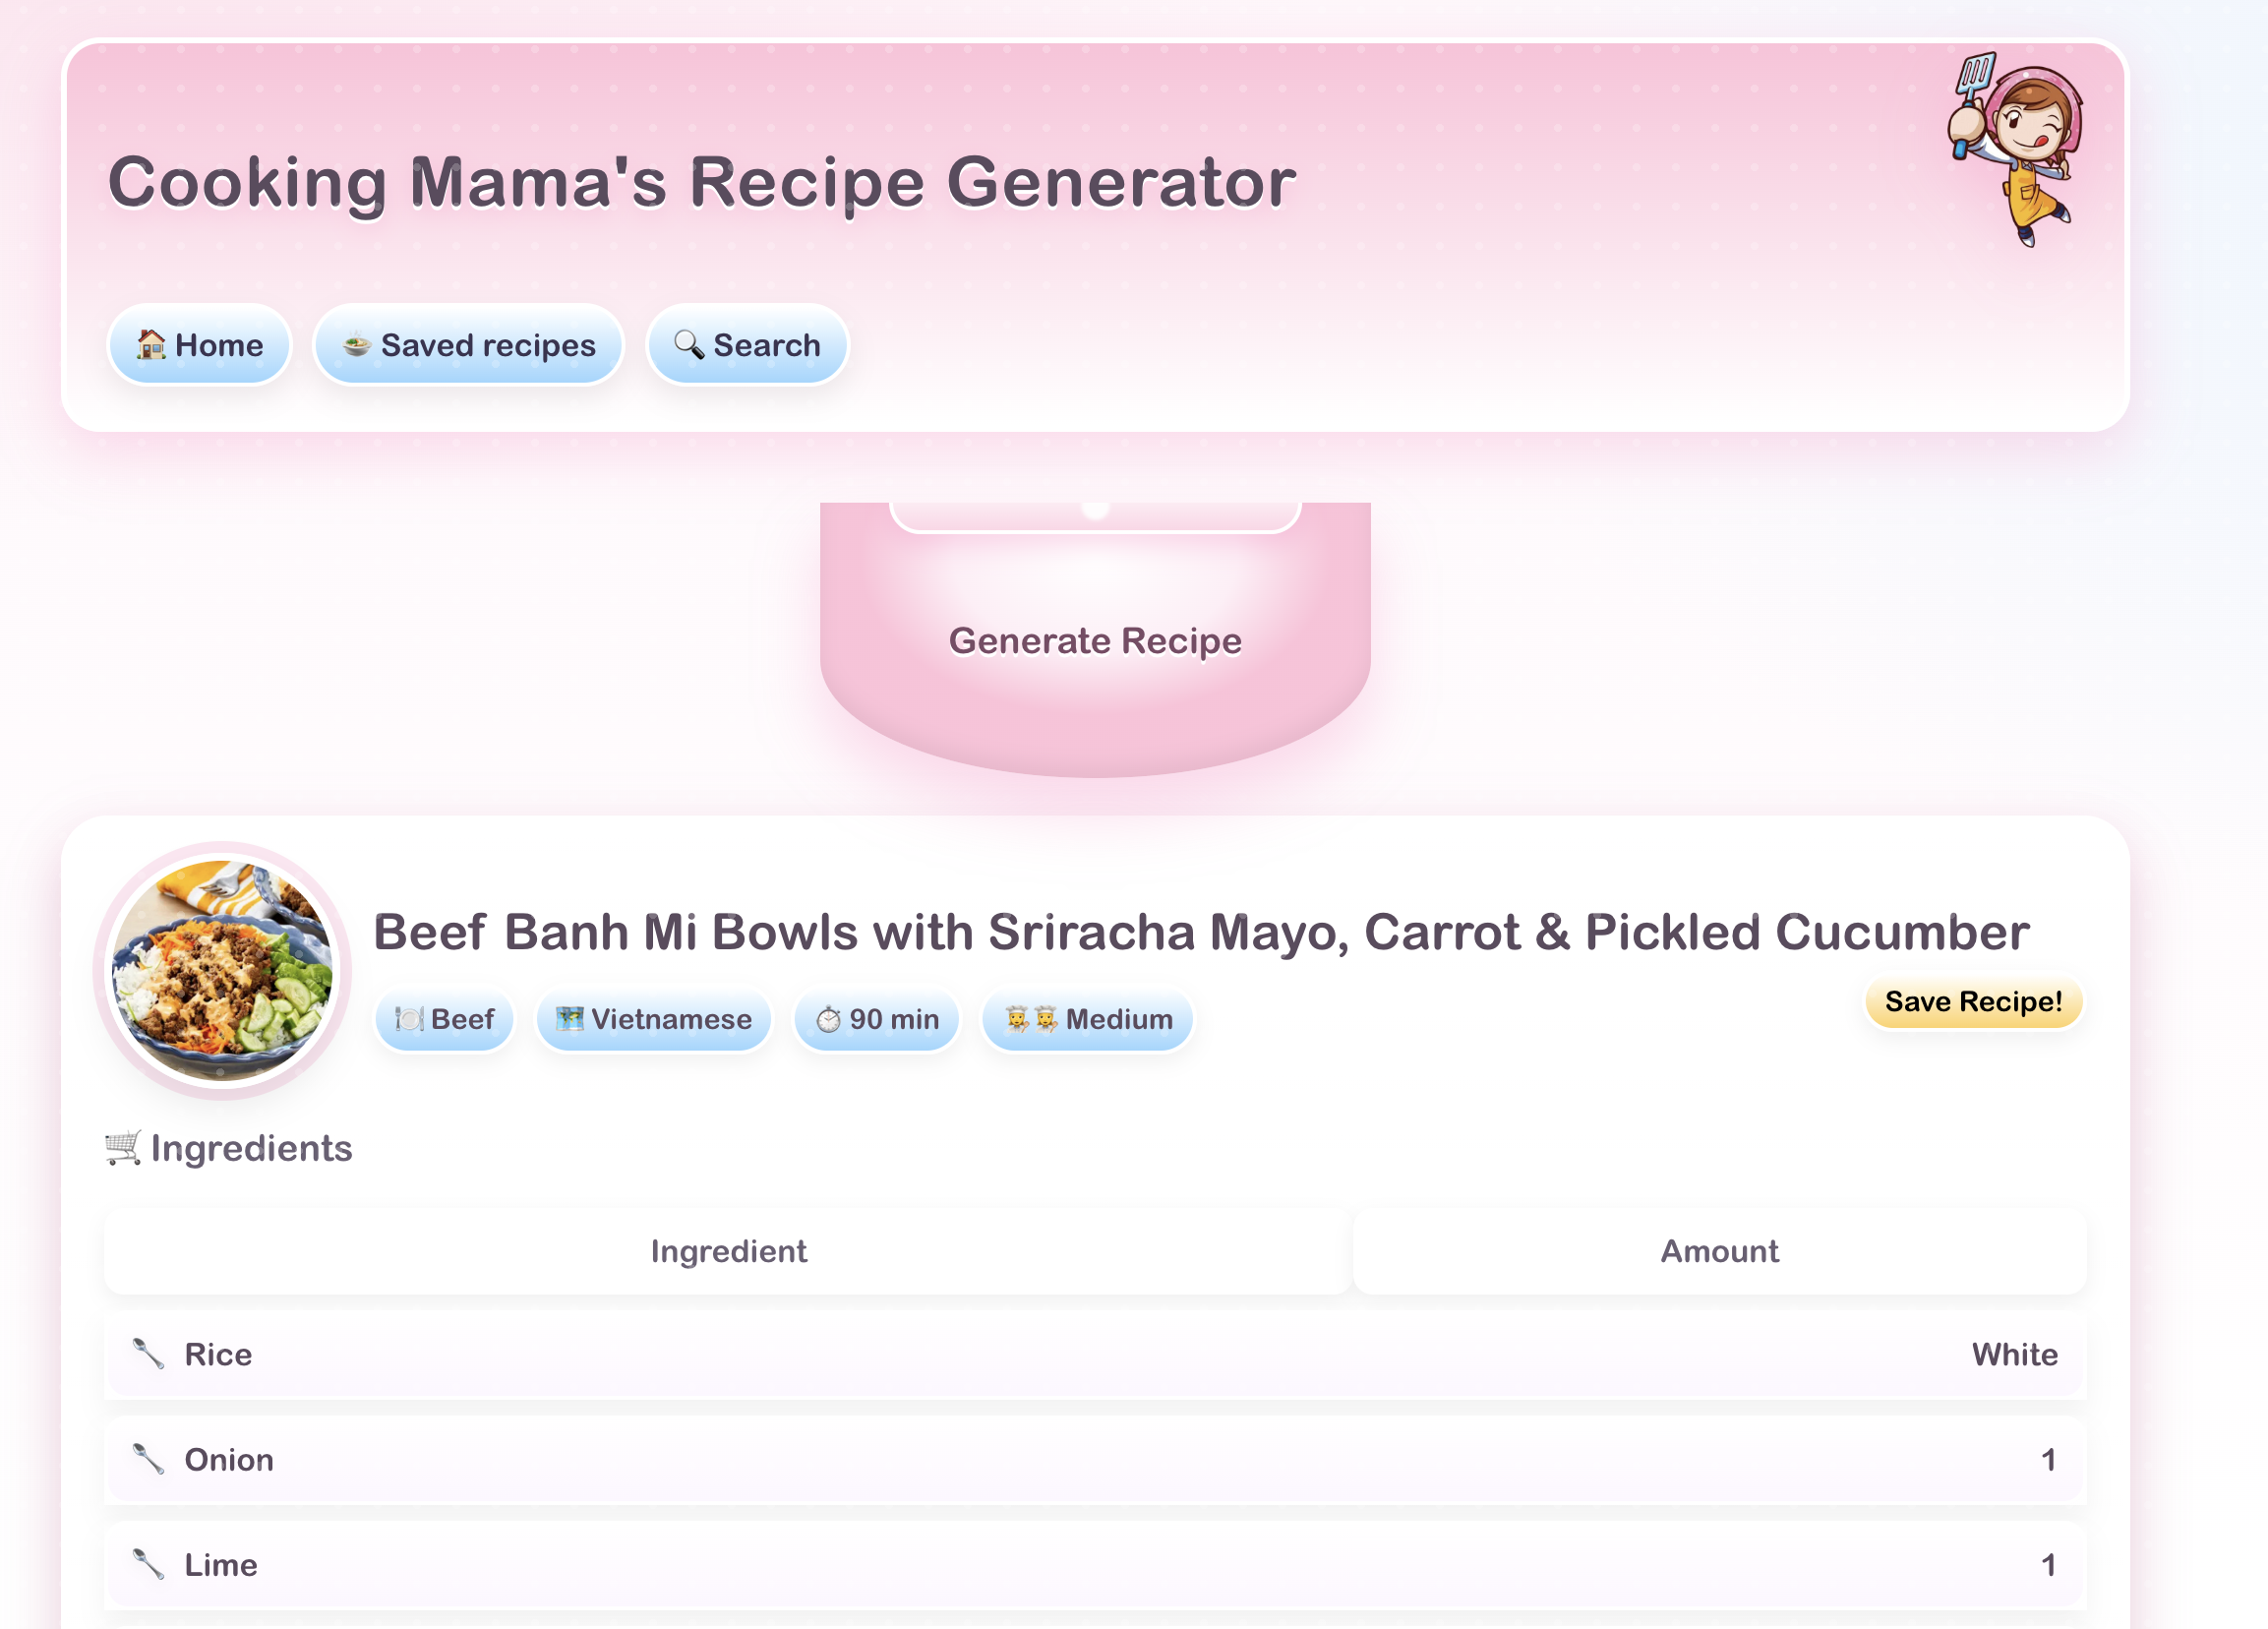 Cooking Mama's Recipe Generator
Home
Saved recipes
Search
Generate Recipe
Beef Banh Mi Bowls with Sriracha Mayo, Carrot & Pickled Cucumber
Beef
Vietnamese
90 min
Medium
Save Recipe!
Ingredients
Ingredient Amount
Rice White
Onion 1
Lime 1